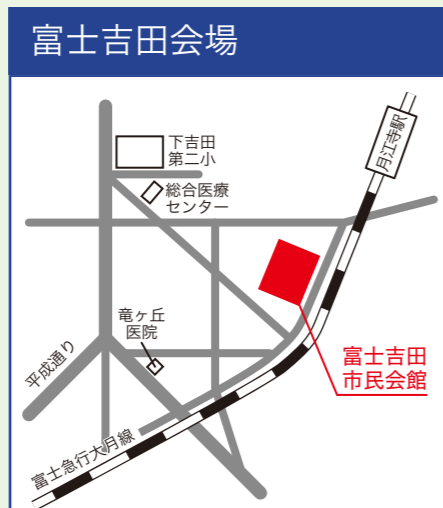 富士吉田会場
月江寺駅
下吉田
第二小
総合医療
センター
竜ヶ丘
医院
平成通り
富士吉田
市民会館
富士急行大月線